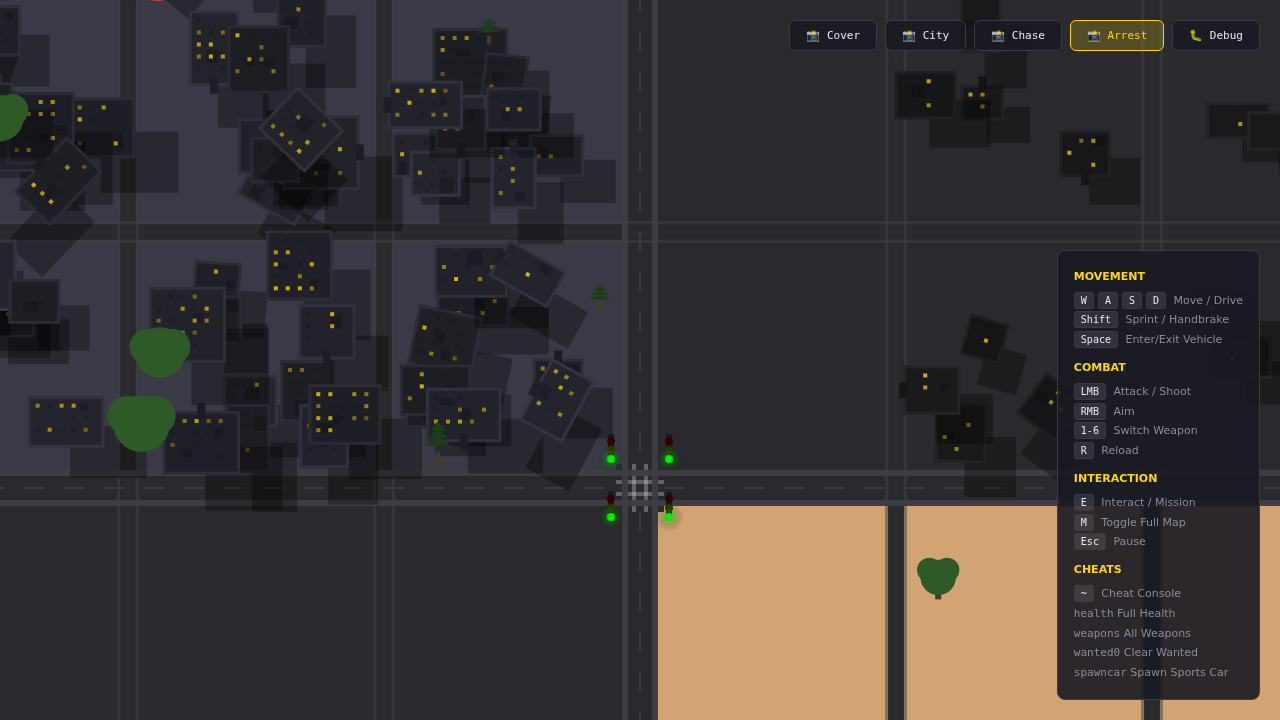 📸 Cover
📸 City
📸 Chase
📸 Arrest
🐛 Debug
MOVEMENT
W A S D Move / Drive
Shift Sprint / Handbrake
Space Enter/Exit Vehicle
COMBAT
LMB Attack / Shoot
RMB Aim
1-6 Switch Weapon
R Reload
INTERACTION
E Interact / Mission
M Toggle Full Map
Esc Pause
CHEATS
~ Cheat Console
health Full Health
weapons All Weapons
wanted0 Clear Wanted
spawncar Spawn Sports Car